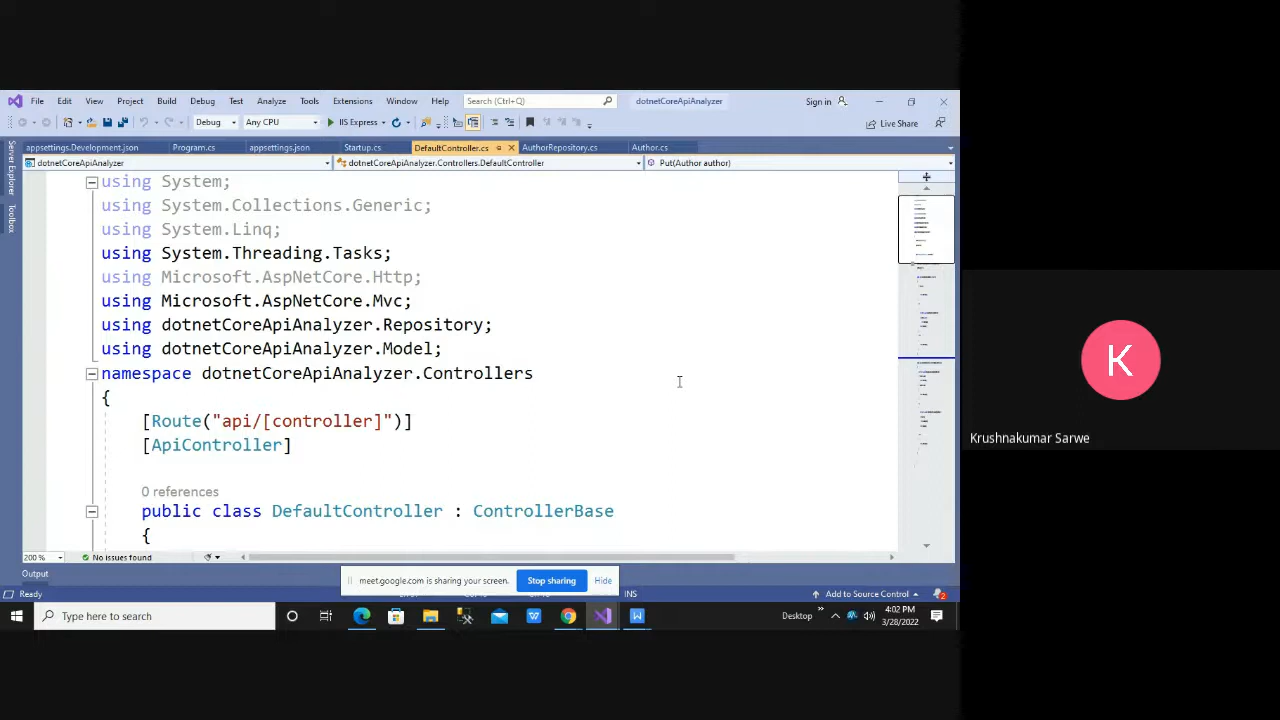 File Edit View Project Build Debug Test Analyze Tools Extensions Window Help Search (Ctrl+Q) dotnetCoreApiAnalyzer Sign in
Debug Any CPU IIS Express Live Share
appsettings.Development.json Program.cs appsettings.json Startup.cs DefaultController.cs AuthorRepository.cs Author.cs
dotnetCoreApiAnalyzer dotnetCoreApiAnalyzer.Controllers.DefaultController Put(Author author)
Server Explorer
Toolbox
using System;
using System.Collections.Generic;
using System.Linq;
using System.Threading.Tasks;
using Microsoft.AspNetCore.Http;
using Microsoft.AspNetCore.Mvc;
using dotnetCoreApiAnalyzer.Repository;
using dotnetCoreApiAnalyzer.Model;
namespace dotnetCoreApiAnalyzer.Controllers
{
[Route("api/[controller]")]
[ApiController]
0 references
public class DefaultController : ControllerBase
{
200 % No issues found
Output
meet.google.com is sharing your screen. Stop sharing Hide
Ready INS Add to Source Control 2
Type here to search Desktop 4:02 PM
3/28/2022
K
Krushnakumar Sarwe